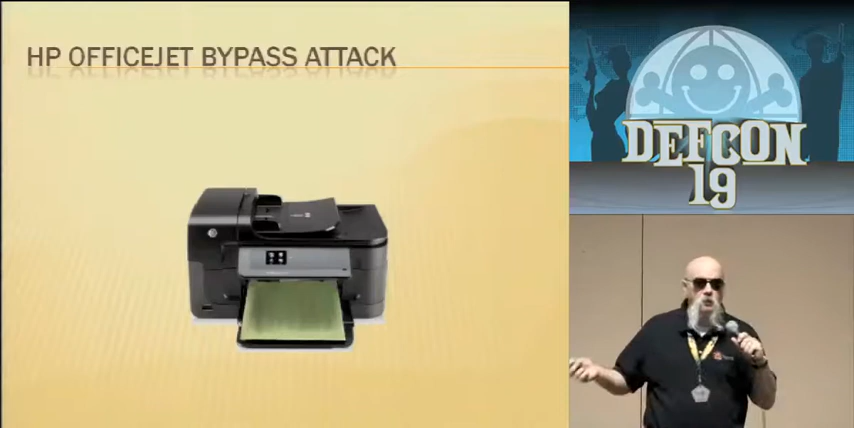 HP OFFICEJET BYPASS ATTACK
DEFCON
19